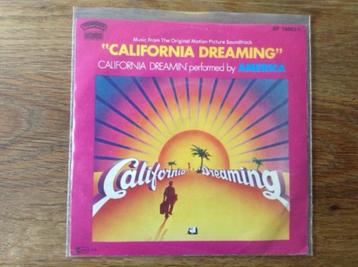 Music From The Original Motion Picture Soundtrack
"CALIFORNIA DREAMING"
CALIFORNIA DREAMIN' performed by AMERICA
California Dreaming